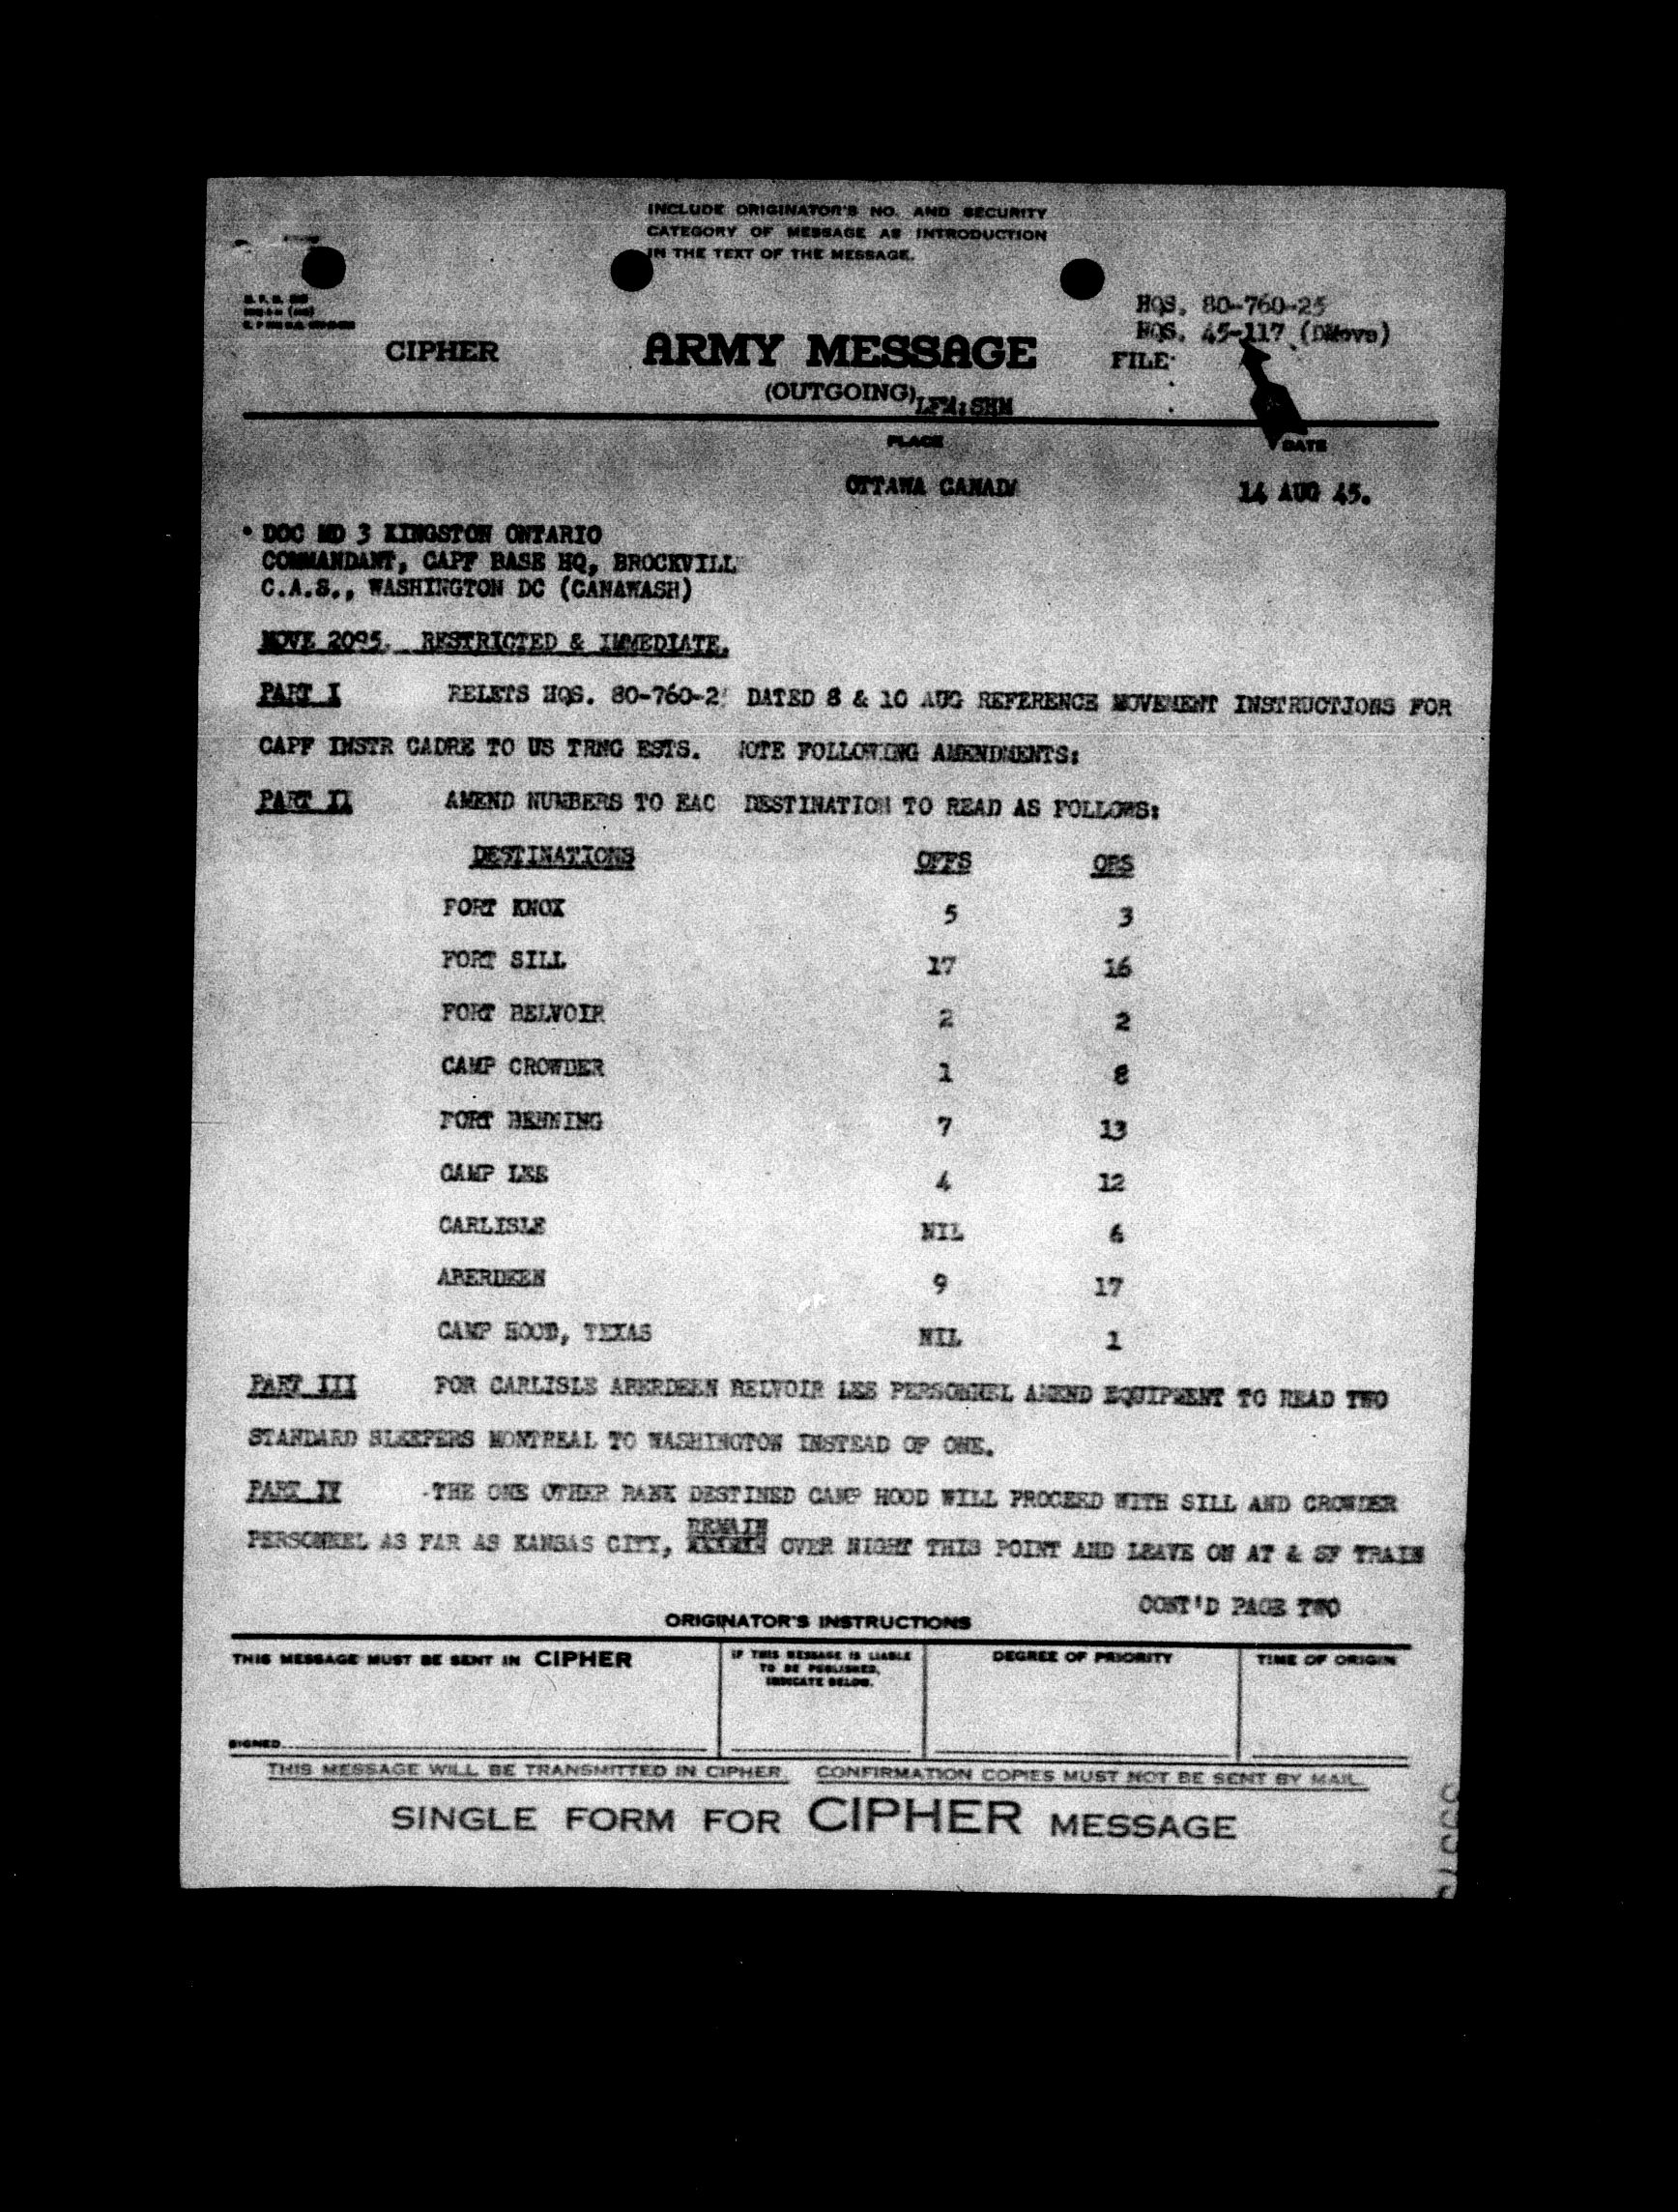 INCLUDE ORIGINATOR'S NO. AND SECURITY
CATEGORY OF MESSAGE AS INTRODUCTION
IN THE TEXT OF THE MESSAGE.
HQS. 80-760-25
HQS. 45-117 (DMove)
CIPHER
ARMY MESSAGE
FILE
(OUTGOING)
PLACE
DATE
OTTAWA CANADA
14 AUG 45.
DOC MD 3 KINGSTON ONTARIO
COMMANDANT, CAPF BASE HQ, BROCKVILL
C.A.S., WASHINGTON DC (CANAWASH)
MOVE 2095. RESTRICTED & IMMEDIATE.
PART I RELETS HQS. 80-760-2 DATED 8 & 10 AUG REFERENCE MOVEMENT INSTRUCTIONS FOR
CAPF INSTR CADRE TO US TRNG ESTS. NOTE FOLLOWING AMENDMENTS:
PART II AMEND NUMBERS TO EAC DESTINATION TO READ AS FOLLOWS:
DESTINATIONS OFFS ORS
FORT KNOX 5 3
FORT SILL 17 16
FORT BELVOIR 2 2
CAMP CROWDER 1 8
FORT BENNING 7 13
CAMP LEE 4 12
CARLISLE NIL 6
ABERDEEN 9 17
CAMP HOOD, TEXAS NIL 1
PART III FOR CARLISLE ABERDEEN BELVOIR LEE PERSONNEL AMEND EQUIPMENT TO READ TWO
STANDARD SLEEPERS MONTREAL TO WASHINGTON INSTEAD OF ONE.
PART IV THE ONE OTHER RANK DESTINED CAMP HOOD WILL PROCEED WITH SILL AND CROWDER
REMAIN
PERSONNEL AS FAR AS KANSAS CITY, OVER NIGHT THIS POINT AND LEAVE ON AT & SF TRAIN
CONT'D PAGE TWO
ORIGINATOR'S INSTRUCTIONS
THIS MESSAGE MUST BE SENT IN CIPHER
IF THIS MESSAGE IS LIABLE
TO BE PUBLISHED,
INDICATE BELOW.
DEGREE OF PRIORITY
TIME OF ORIGIN
SIGNED
THIS MESSAGE WILL BE TRANSMITTED IN CIPHER. CONFIRMATION COPIES MUST NOT BE SENT BY MAIL.
SINGLE FORM FOR CIPHER MESSAGE